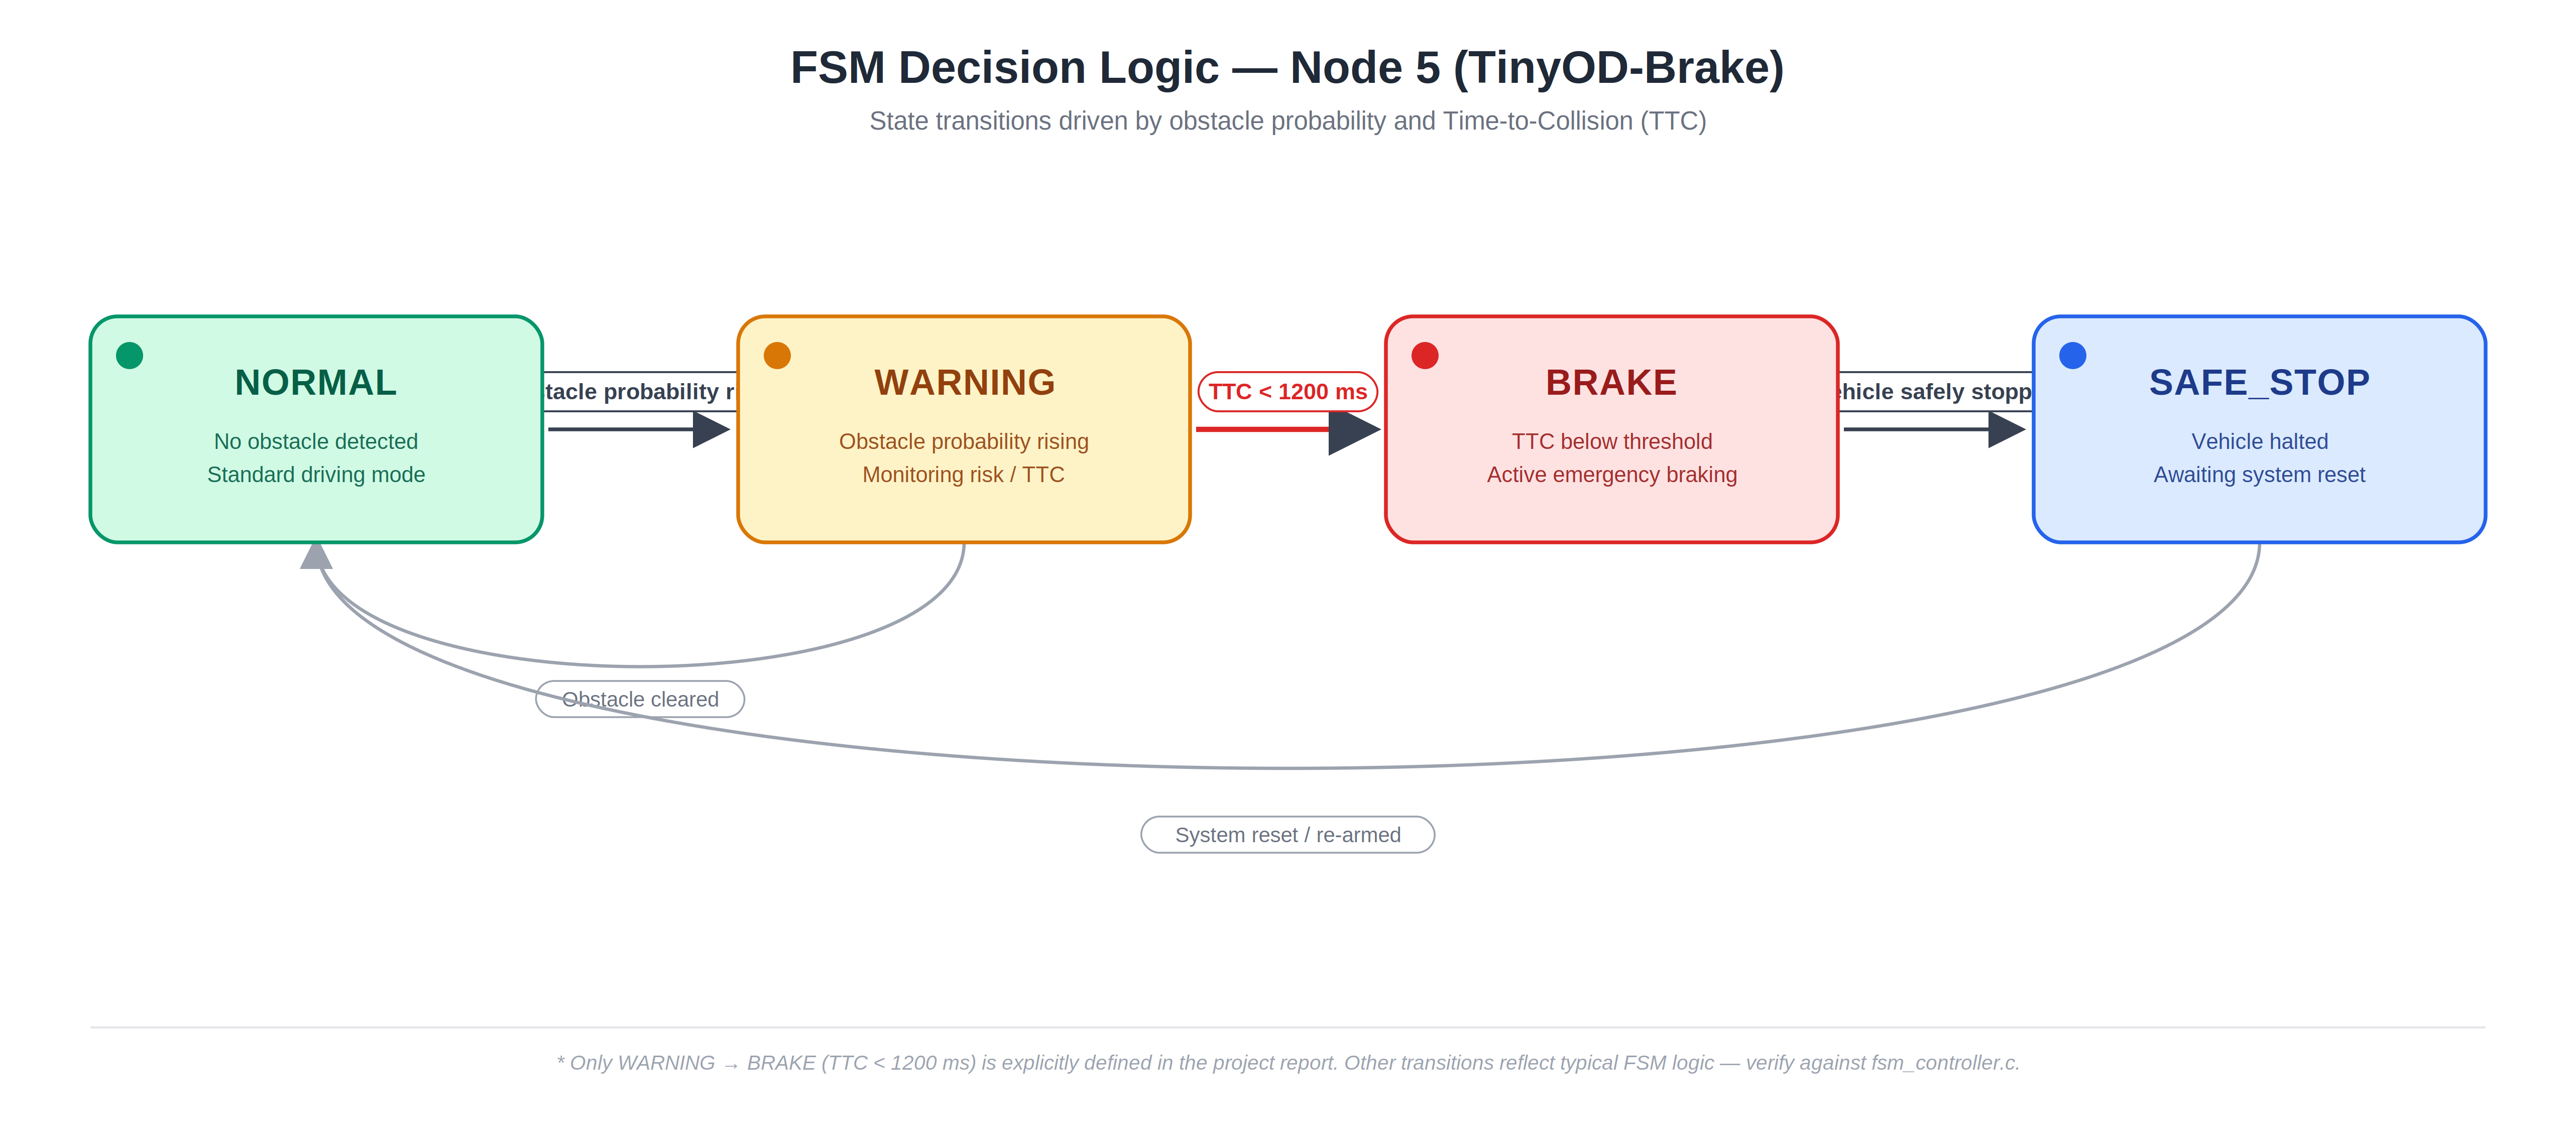 FSM Decision Logic — Node 5 (TinyOD-Brake)
State transitions driven by obstacle probability and Time-to-Collision (TTC)
NORMAL
No obstacle detected
Standard driving mode
tacle probability r
WARNING
Obstacle probability rising
Monitoring risk / TTC
TTC < 1200 ms
BRAKE
TTC below threshold
Active emergency braking
ehicle safely stopp
SAFE_STOP
Vehicle halted
Awaiting system reset
Obstacle cleared
System reset / re-armed
* Only WARNING → BRAKE (TTC < 1200 ms) is explicitly defined in the project report. Other transitions reflect typical FSM logic — verify against fsm_controller.c.